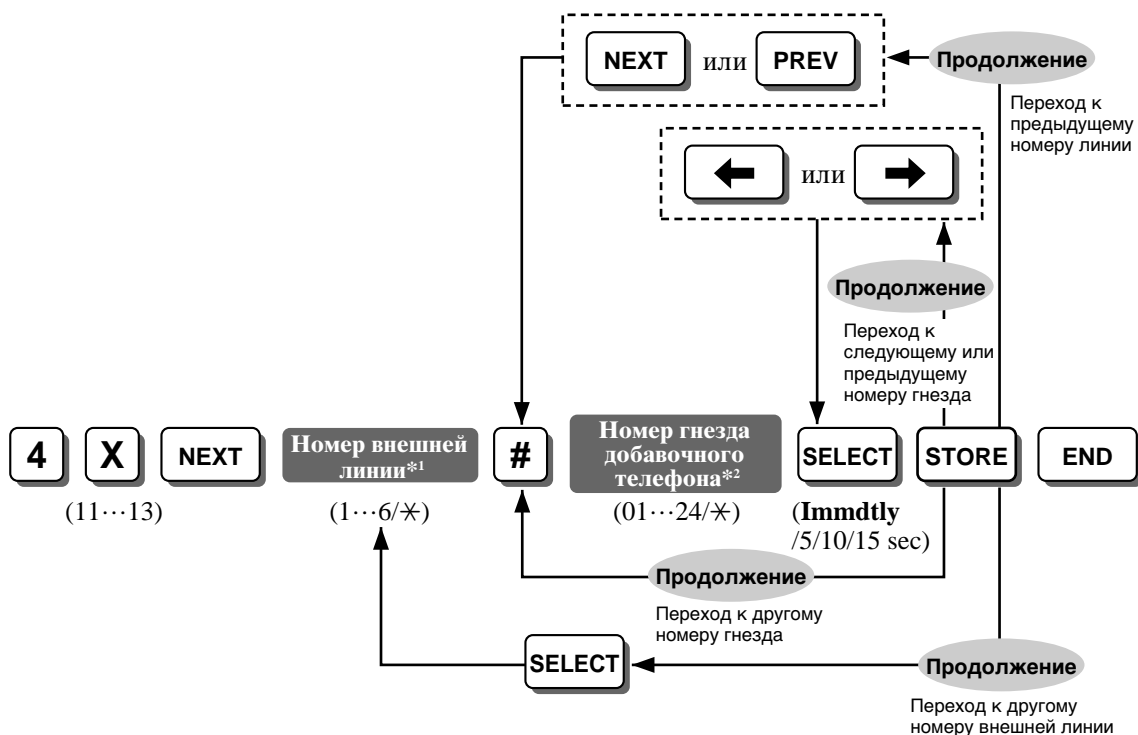 NEXT или PREV
Продолжение
Переход к
предыдущему
номеру линии
или
Продолжение
Переход к
следующему или
предыдущему
номеру гнезда
4 X NEXT
Номер внешней
линии*1
#
Номер гнезда
добавочного
телефона*2
SELECT STORE END
(11···13)
(1···6/✳)
(01···24/✳)
(Immdtly
/5/10/15 sec)
Продолжение
Переход к другому
номеру гнезда
SELECT
Продолжение
Переход к другому
номеру внешней линии